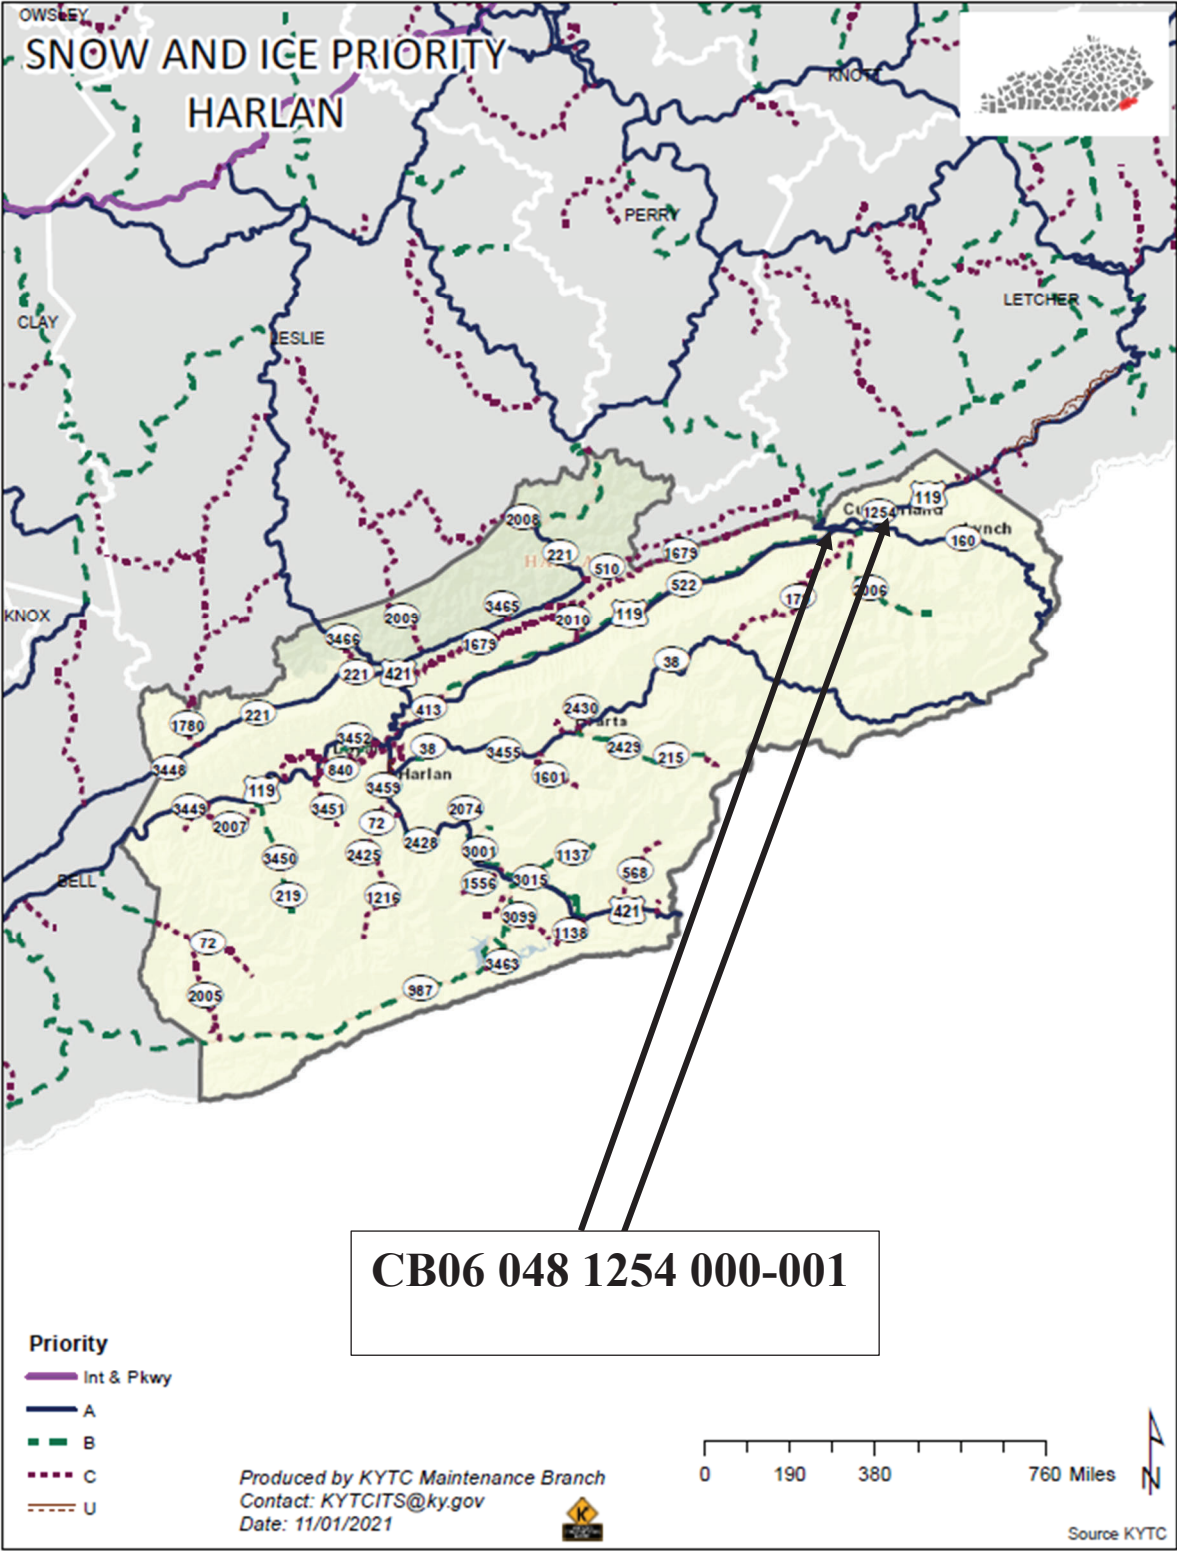 OWSLEY
SNOW AND ICE PRIORITY
HARLAN
KNOTT
PERRY
CLAY
LESLIE
LETCHER
119
1254
Lynch
160
2008
221
510
1679
522
2006
KNOX
2009
3465
2010
119
3466
1679
221
421
38
1780
221
413
2430
3452
38
3455
2429
215
3448
840
Harlan
1601
119
3459
3449
2007
3451
72
2074
2428
3450
2425
3001
1137
BELL
219
1216
1556
3015
568
3099
421
72
1138
3463
2005
987
CB06 048 1254 000-001
Priority
Int & Pkwy
A
B
C
U
Produced by KYTC Maintenance Branch
Contact: KYTCITS@ky.gov
Date: 11/01/2021
0 190 380 760 Miles
N
Source KYTC